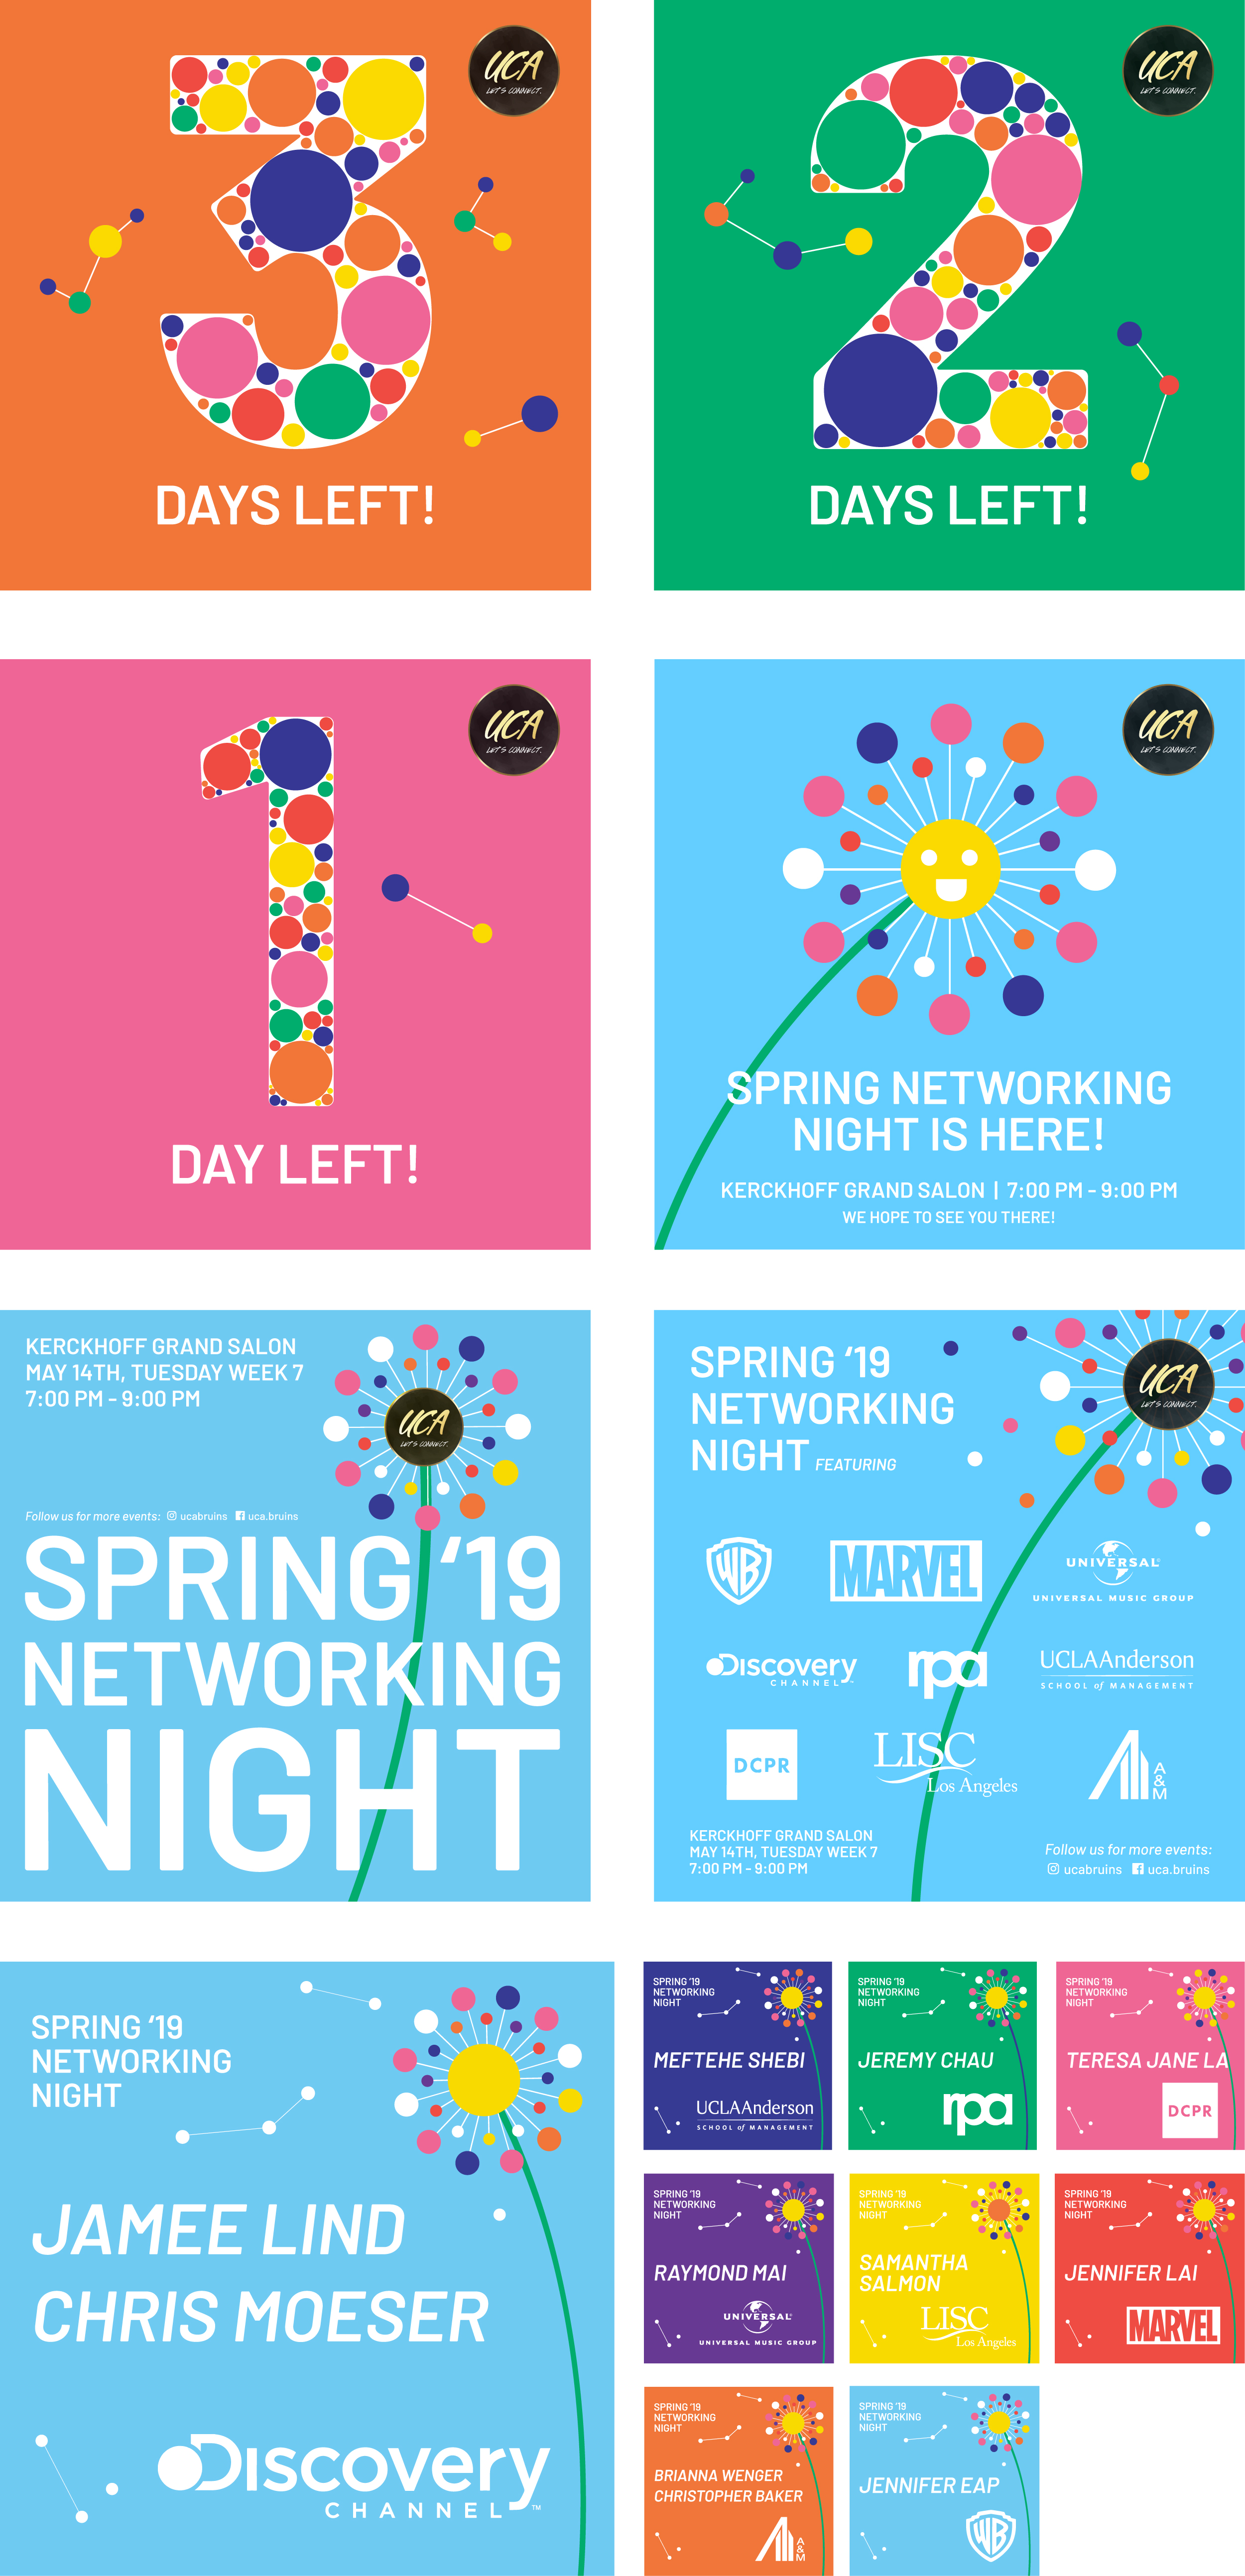 3
UCA
LET'S CONNECT.
DAYS LEFT!
2
UCA
LET'S CONNECT.
DAYS LEFT!
1
UCA
LET'S CONNECT.
DAY LEFT!
UCA
LET'S CONNECT.
SPRING NETWORKING
NIGHT IS HERE!
KERCKHOFF GRAND SALON | 7:00 PM - 9:00 PM
WE HOPE TO SEE YOU THERE!
KERCKHOFF GRAND SALON
MAY 14TH, TUESDAY WEEK 7
7:00 PM - 9:00 PM
UCA
LET'S CONNECT.
Follow us for more events: ucabruins uca.bruins
SPRING ‘19
NETWORKING
NIGHT
SPRING ‘19
NETWORKING
NIGHT FEATURING
UCA
LET'S CONNECT.
WB
MARVEL
UNIVERSAL
UNIVERSAL MUSIC GROUP
Discovery
CHANNEL™
rpa
UCLAAnderson
SCHOOL of MANAGEMENT
DCPR
LISC
Los Angeles
A&M
KERCKHOFF GRAND SALON
MAY 14TH, TUESDAY WEEK 7
7:00 PM - 9:00 PM
Follow us for more events:
ucabruins uca.bruins
SPRING ‘19
NETWORKING
NIGHT
JAMEE LIND
CHRIS MOESER
Discovery
CHANNEL™
SPRING ‘19
NETWORKING
NIGHT
MEFTEHE SHEBI
UCLAAnderson
SCHOOL of MANAGEMENT
SPRING ‘19
NETWORKING
NIGHT
JEREMY CHAU
rpa
SPRING ‘19
NETWORKING
NIGHT
TERESA JANE LA
DCPR
SPRING ‘19
NETWORKING
NIGHT
RAYMOND MAI
UNIVERSAL
UNIVERSAL MUSIC GROUP
SPRING ‘19
NETWORKING
NIGHT
SAMANTHA
SALMON
LISC
Los Angeles
SPRING ‘19
NETWORKING
NIGHT
JENNIFER LAI
MARVEL
SPRING ‘19
NETWORKING
NIGHT
BRIANNA WENGER
CHRISTOPHER BAKER
A&M
SPRING ‘19
NETWORKING
NIGHT
JENNIFER EAP
WB